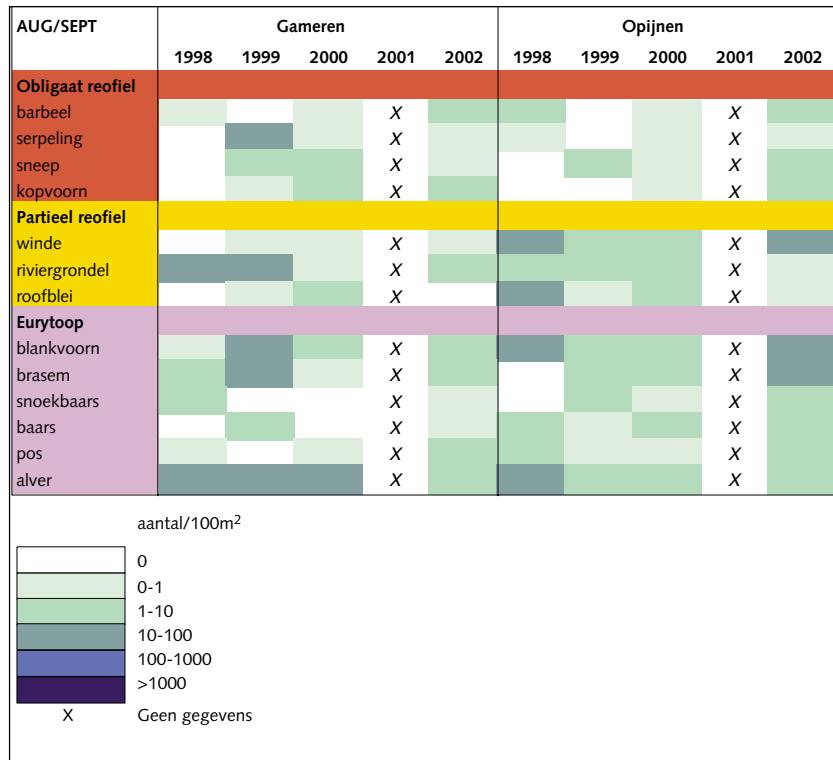 AUG/SEPT Gameren Opijnen
1998 1999 2000 2001 2002 1998 1999 2000 2001 2002
Obligaat reofiel
barbeel X X
serpeling X X
sneep X X
kopvoorn X X
Partieel reofiel
winde X X
riviergrondel X X
roofblei X X
Eurytoop
blankvoorn X X
brasem X X
snoekbaars X X
baars X X
pos X X
alver X X
aantal/100m²
0
0-1
1-10
10-100
100-1000
>1000
X Geen gegevens